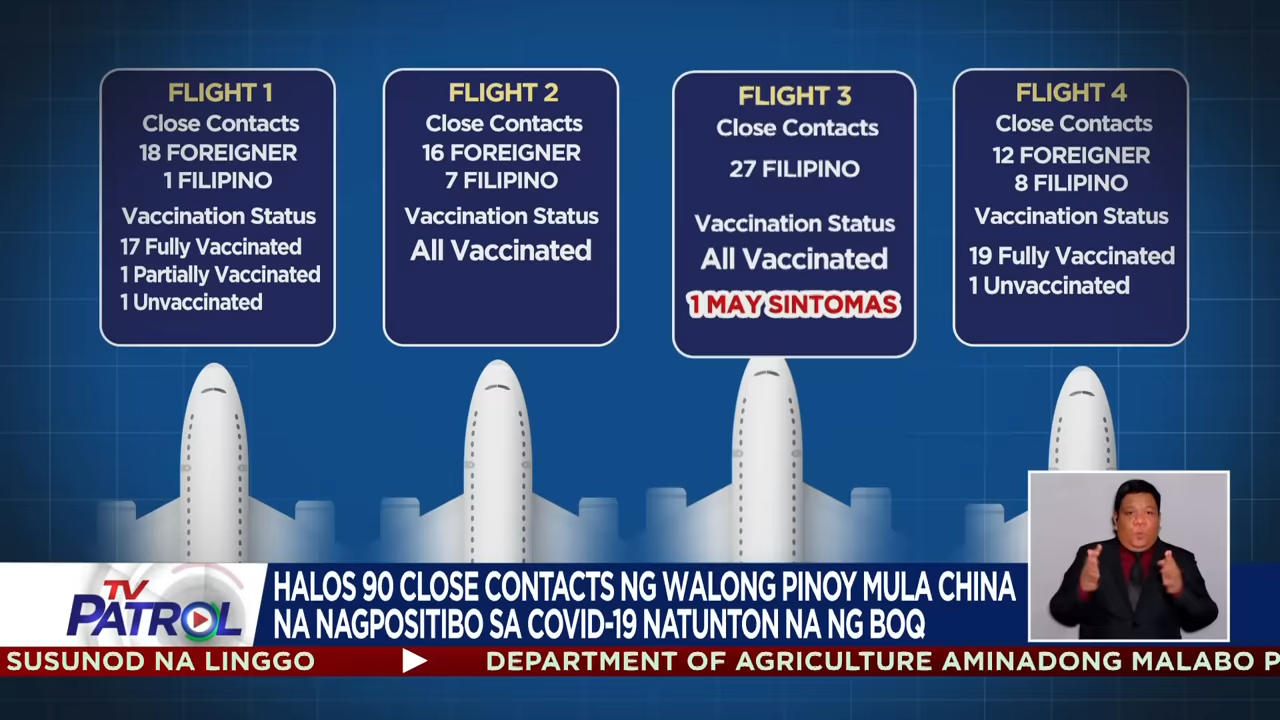 FLIGHT 1
Close Contacts
18 FOREIGNER
1 FILIPINO
Vaccination Status
17 Fully Vaccinated
1 Partially Vaccinated
1 Unvaccinated
FLIGHT 2
Close Contacts
16 FOREIGNER
7 FILIPINO
Vaccination Status
All Vaccinated
FLIGHT 3
Close Contacts
27 FILIPINO
Vaccination Status
All Vaccinated
1 MAY SINTOMAS
FLIGHT 4
Close Contacts
12 FOREIGNER
8 FILIPINO
Vaccination Status
19 Fully Vaccinated
1 Unvaccinated
TV
PATROL
HALOS 90 CLOSE CONTACTS NG WALONG PINOY MULA CHINA
NA NAGPOSITIBO SA COVID-19 NATUNTON NA NG BOQ
SUSUNOD NA LINGGO DEPARTMENT OF AGRICULTURE AMINADONG MALABO P